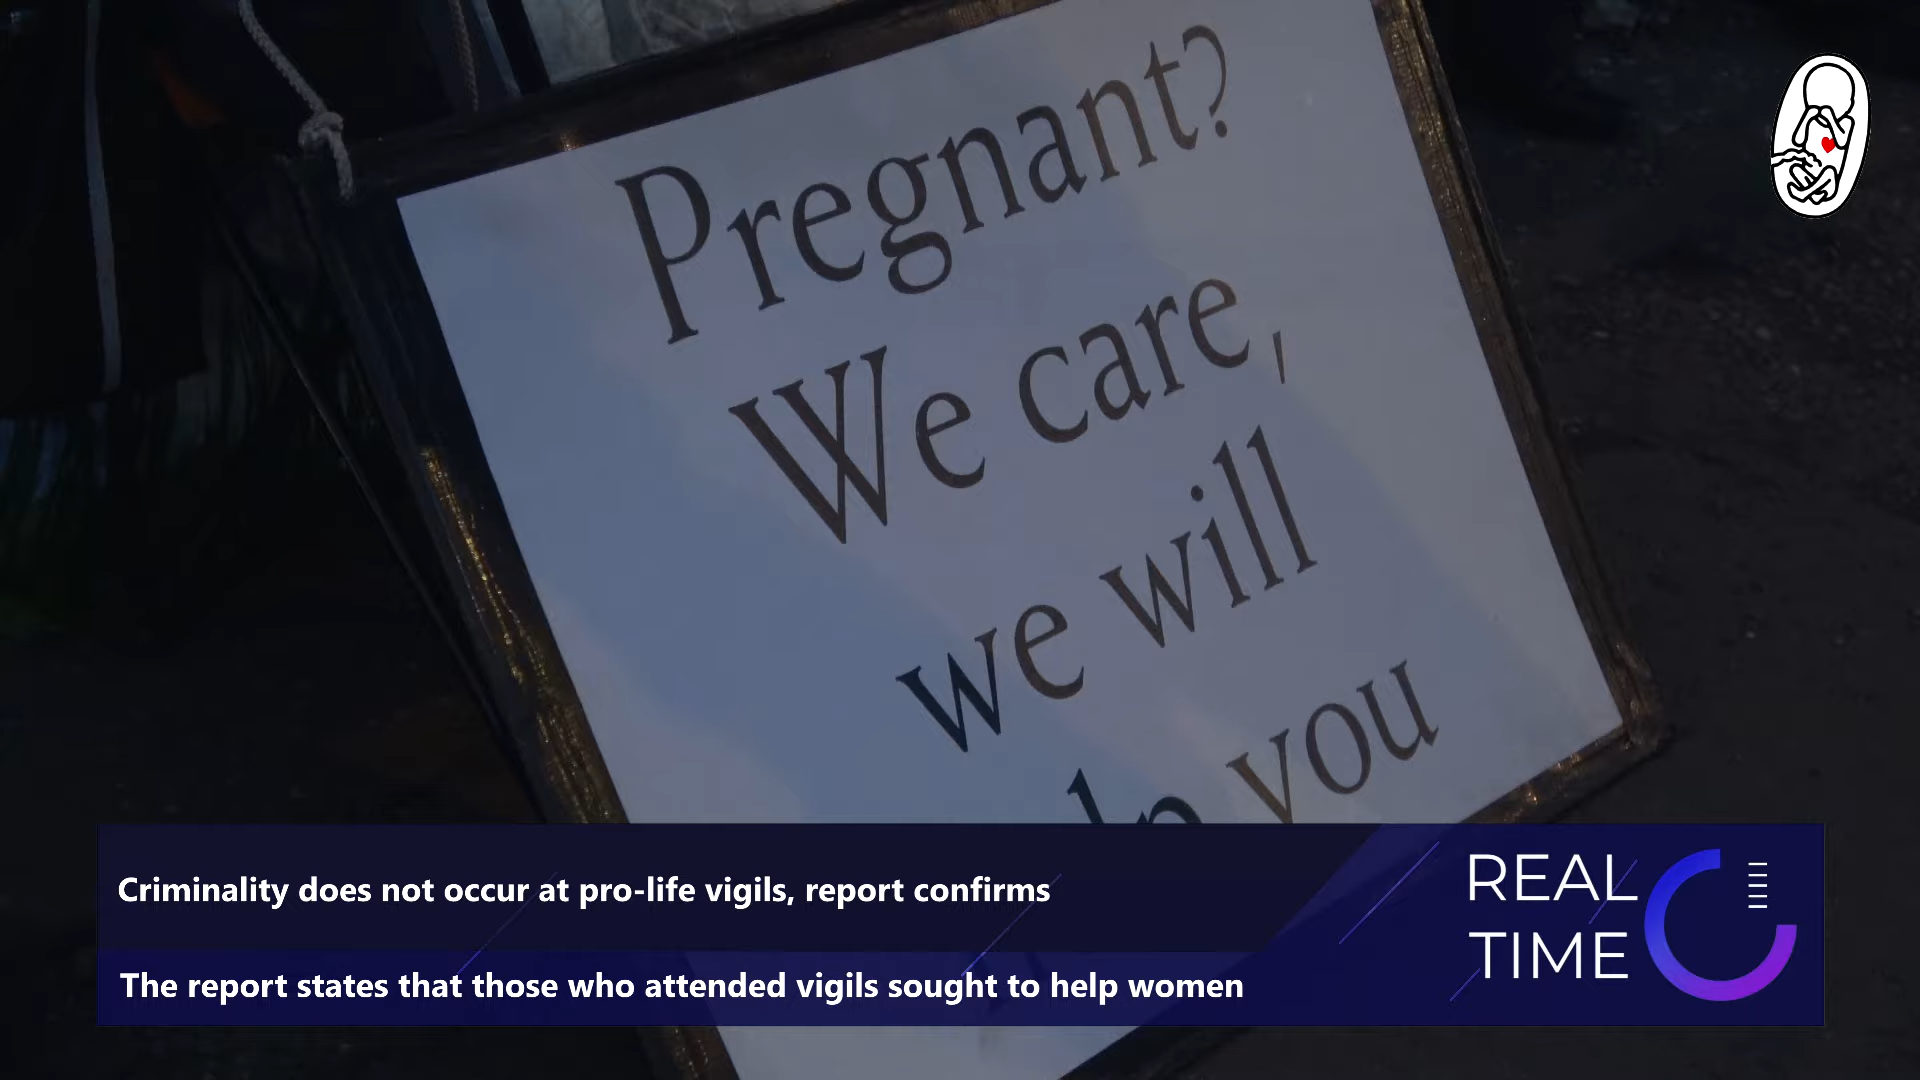 Pregnant?
We care,
we will
you
Criminality does not occur at pro-life vigils, report confirms
The report states that those who attended vigils sought to help women
REAL
TIME